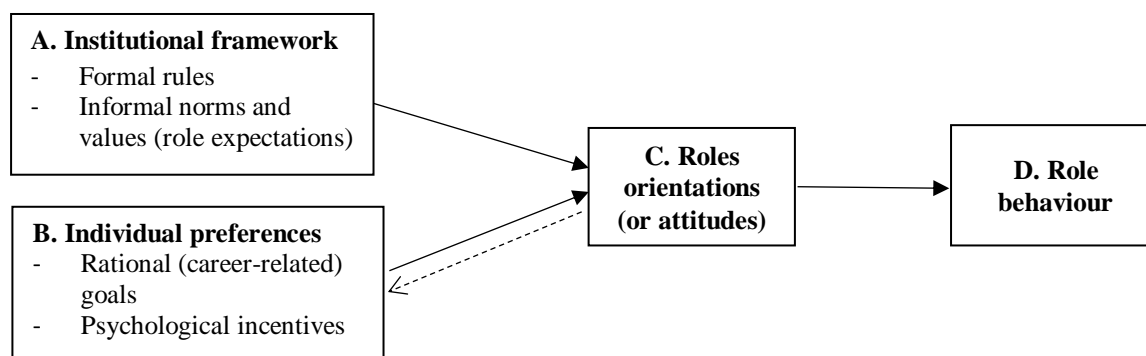 A. Institutional framework
- Formal rules
- Informal norms and
values (role expectations)
B. Individual preferences
- Rational (career-related)
goals
- Psychological incentives
C. Roles
orientations
(or attitudes)
D. Role
behaviour